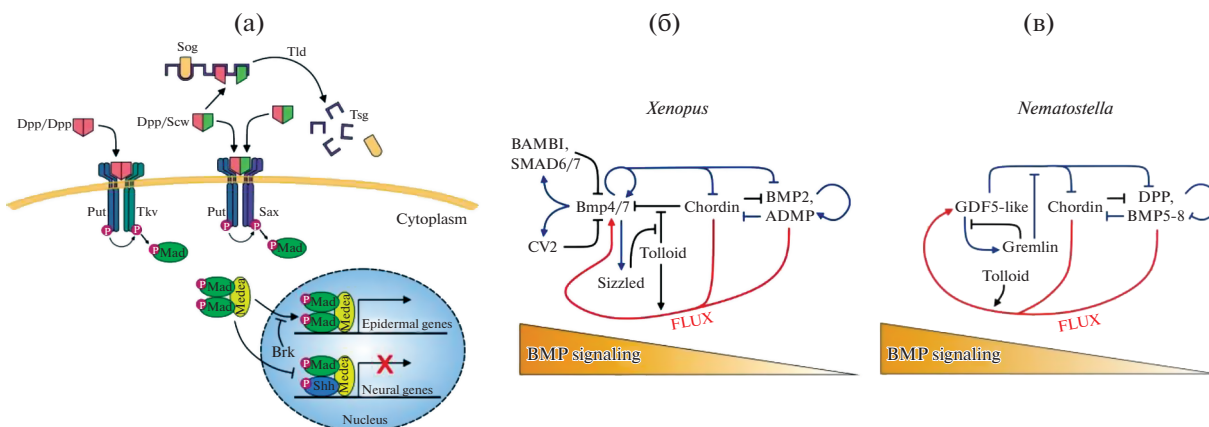 (а)
Sog
Tld
Dpp/Dpp
Dpp/Scw
Tsg
Put
Tkv
Put
Sax
Cytoplasm
P
P
P
P
P
Mad
P
Mad
P
Mad
P
Mad
Medea
P
Mad
P
Mad
Medea
Epidermal genes
Brk
P
Mad
P
Shh
Medea
X
Neural genes
Nucleus
(б)
Xenopus
BAMBI,
SMAD6/7
Bmp4/7
Chordin
BMP2,
ADMP
CV2
Tolloid
Sizzled
FLUX
BMP signaling
(в)
Nematostella
GDF5-like
Chordin
DPP,
BMP5-8
Gremlin
Tolloid
FLUX
BMP signaling